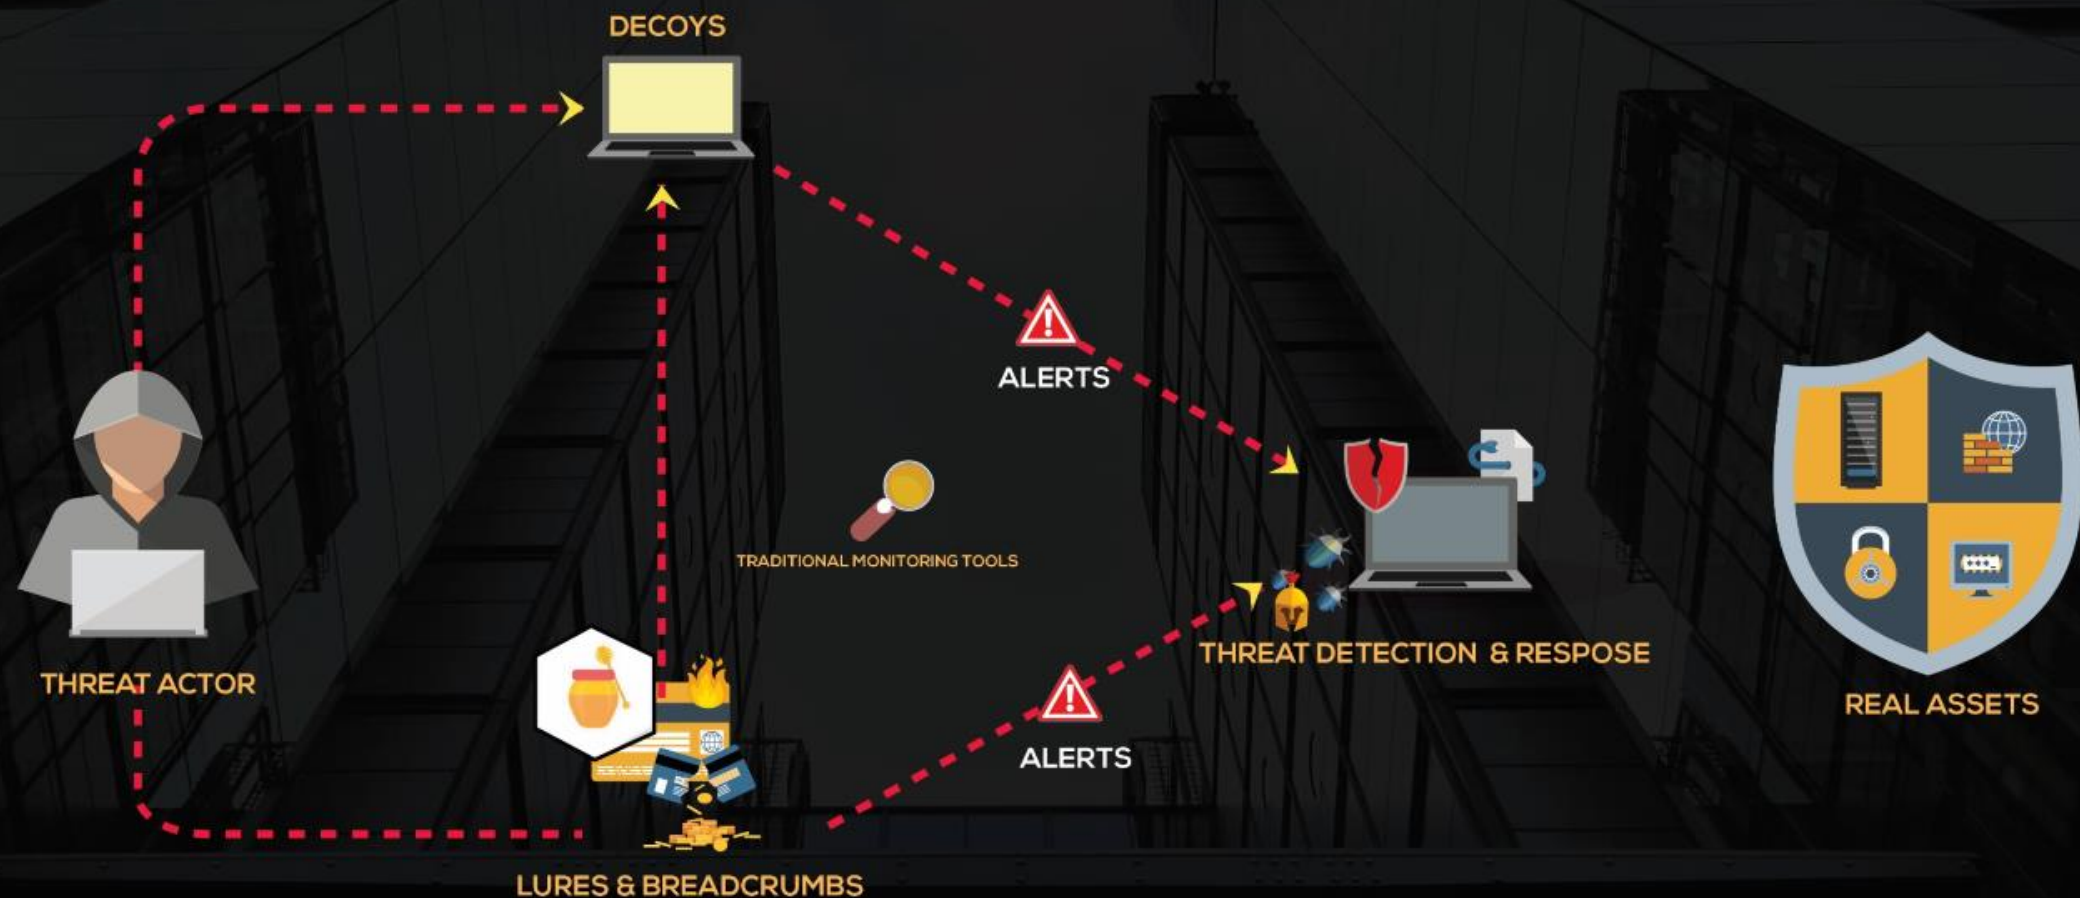 DECOYS
ALERTS
TRADITIONAL MONITORING TOOLS
THREAT DETECTION & RESPOSE
THREAT ACTOR
REAL ASSETS
ALERTS
LURES & BREADCRUMBS